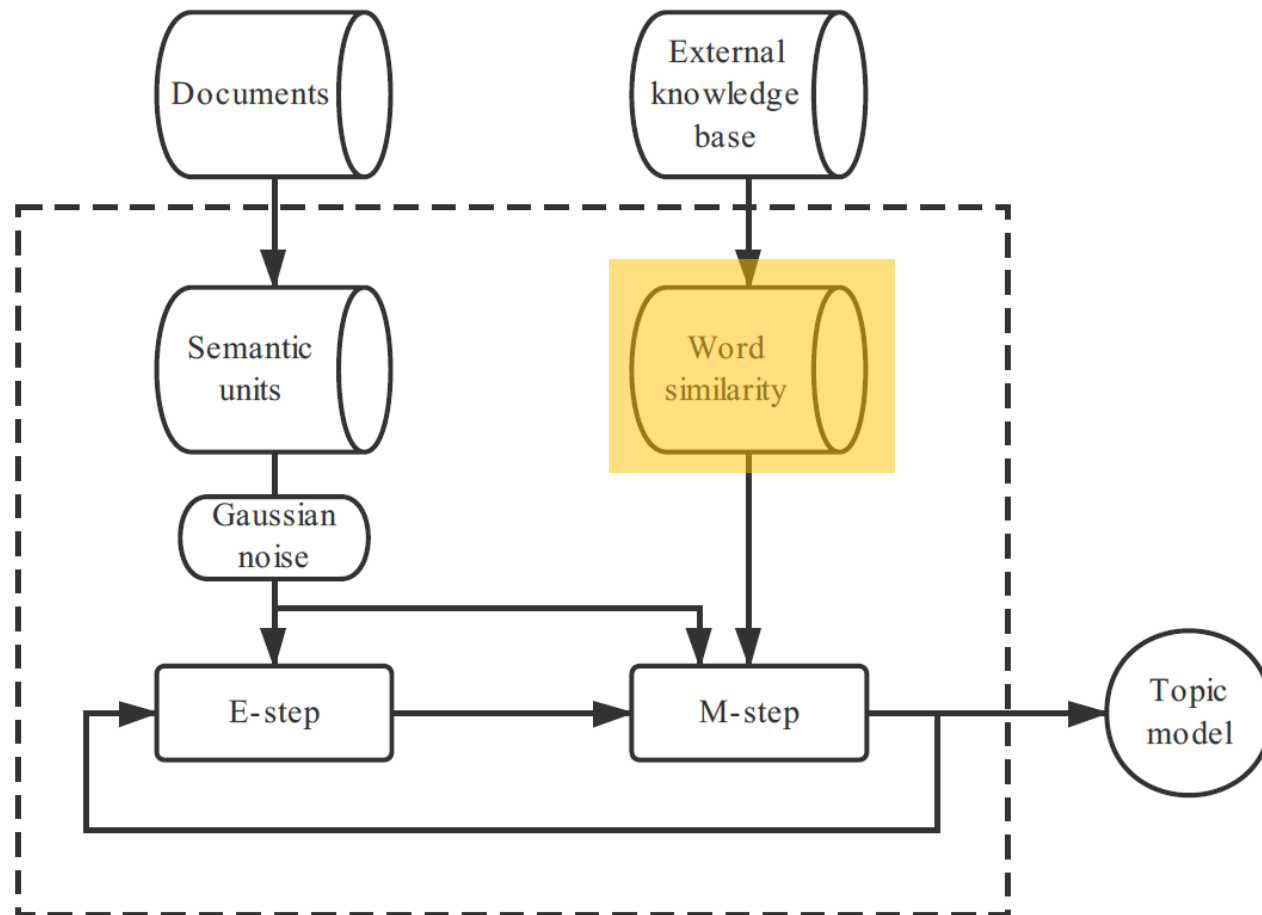 Documents
External
knowledge
base
Semantic
units
Word
similarity
Gaussian
noise
E-step
M-step
Topic
model